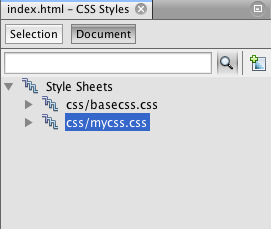 index.html - CSS Styles
Selection Document
Style Sheets
css/basecss.css
css/mycss.css